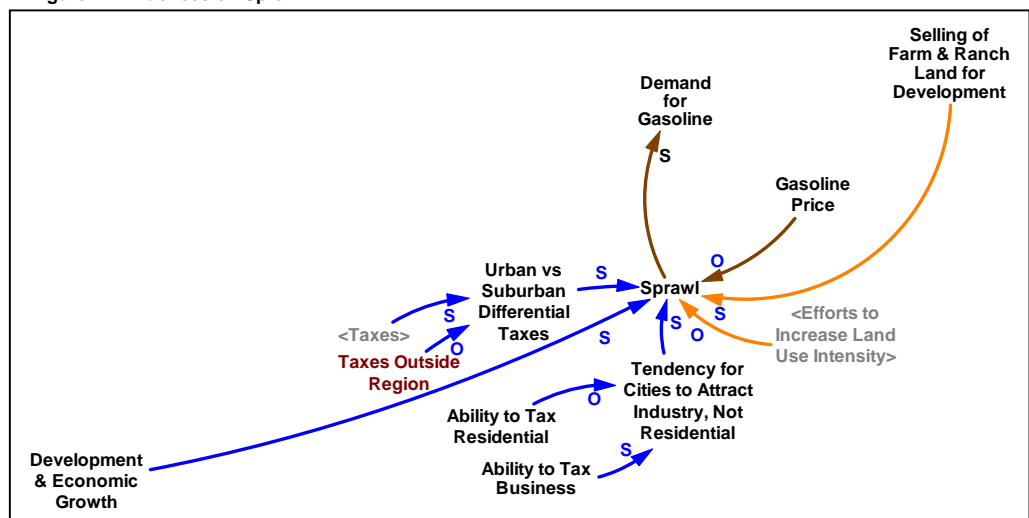 Selling of
Farm & Ranch
Land for
Development
Demand
for
Gasoline
S
Gasoline
Price
O
Urban vs
Suburban
Differential
Taxes
S
Sprawl
S
<Taxes>
S
O
Taxes Outside
Region
S
S
O
<Efforts to
Increase Land
Use Intensity>
Tendency for
Cities to Attract
Industry, Not
Residential
Ability to Tax
Residential
O
S
Ability to Tax
Business
Development
& Economic
Growth